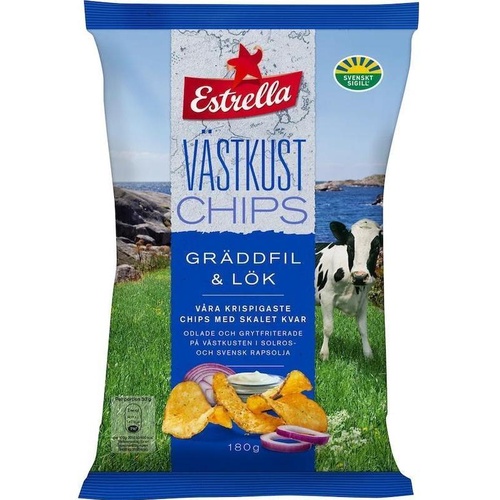 Estrella
SVENSKT
SIGILL
VÄSTKUST
CHIPS
GRÄDDFIL
& LÖK
VÅRA KRISPIGASTE
CHIPS MED SKALET KVAR
ODLADE OCH GRYTFRITERADE
PÅ VÄSTKUSTEN I SOLROS-
OCH SVENSK RAPSOLJA
180g